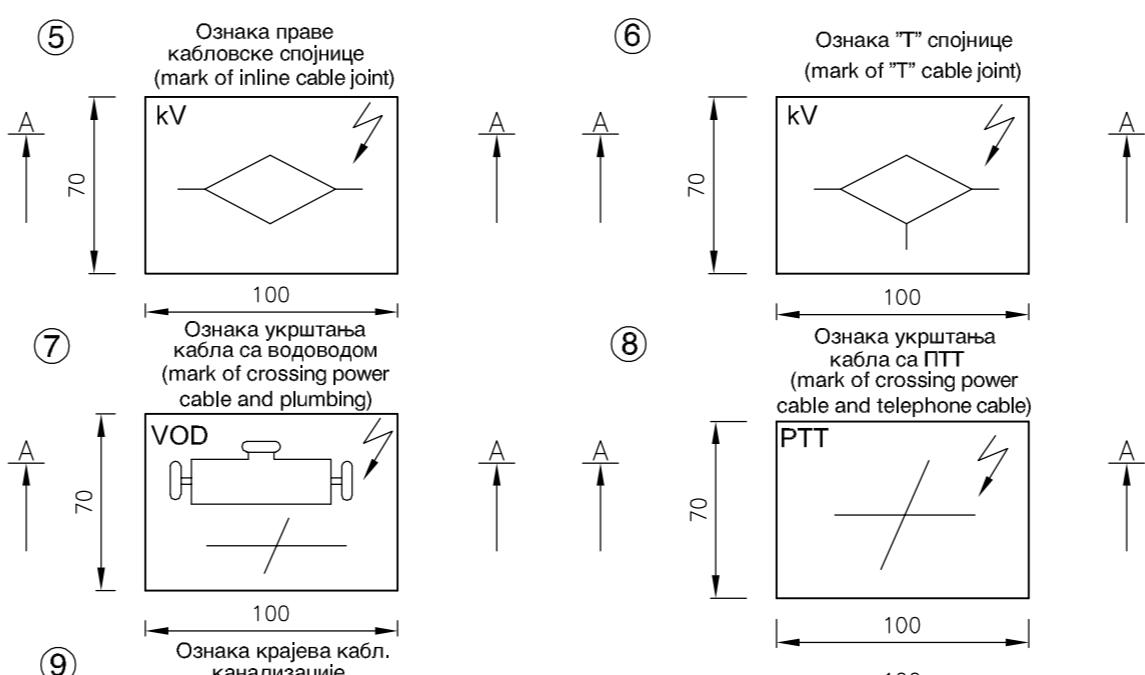 5
Ознака праве
кабловске спојнице
(mark of inline cable joint)
kV
A
A
70
100
6
Ознака "Т" спојнице
(mark of "T" cable joint)
kV
A
A
70
100
7
Ознака укрштања
кабла са водоводом
(mark of crossing power
cable and plumbing)
VOD
A
A
70
100
8
Ознака укрштања
кабла са ПТТ
(mark of crossing power
cable and telephone cable)
PTT
A
A
70
100
9
Ознака крајева кабл.
канализације
100